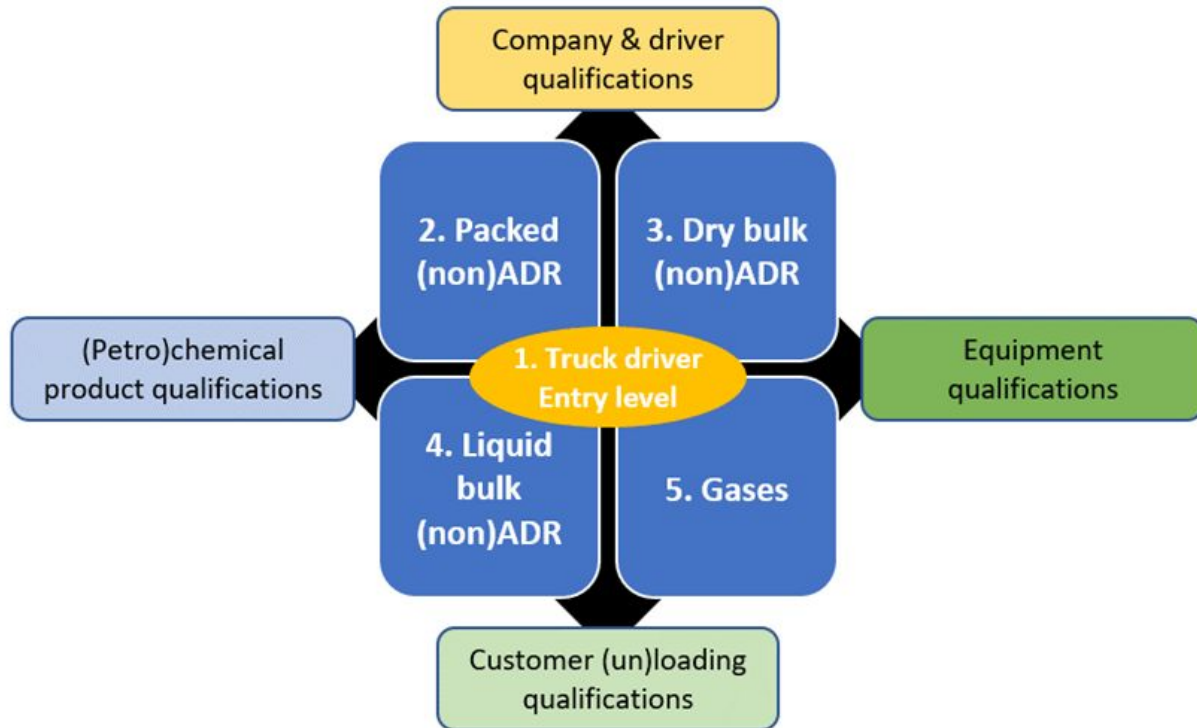 Company & driver
qualifications
2. Packed
(non)ADR
3. Dry bulk
(non)ADR
(Petro)chemical
product qualifications
1. Truck driver
Entry level
Equipment
qualifications
4. Liquid
bulk
(non)ADR
5. Gases
Customer (un)loading
qualifications